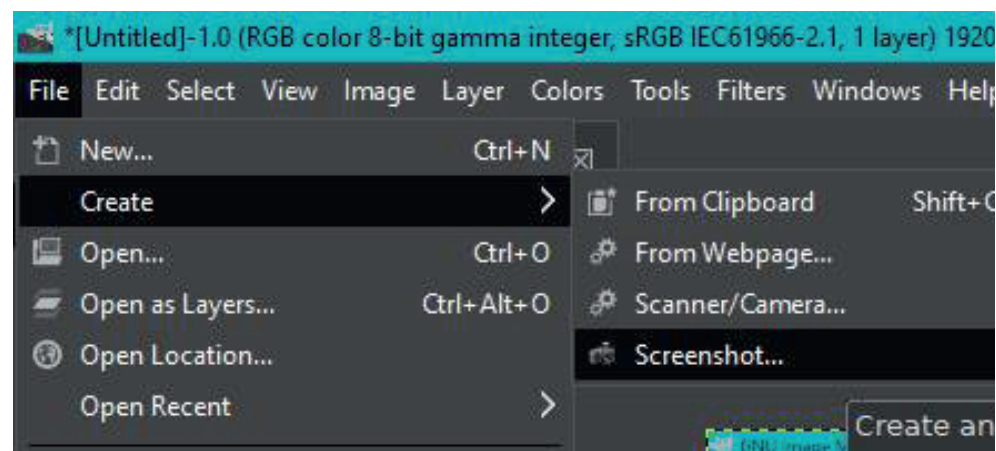 *[Untitled]-1.0 (RGB color 8-bit gamma integer, sRGB IEC61966-2.1, 1 layer) 1920
File Edit Select View Image Layer Colors Tools Filters Windows Help
New... Ctrl+N
Create From Clipboard Shift+C
Open... Ctrl+O From Webpage...
Open as Layers... Ctrl+Alt+O Scanner/Camera...
Open Location... Screenshot...
Open Recent
Create an
GNU Image